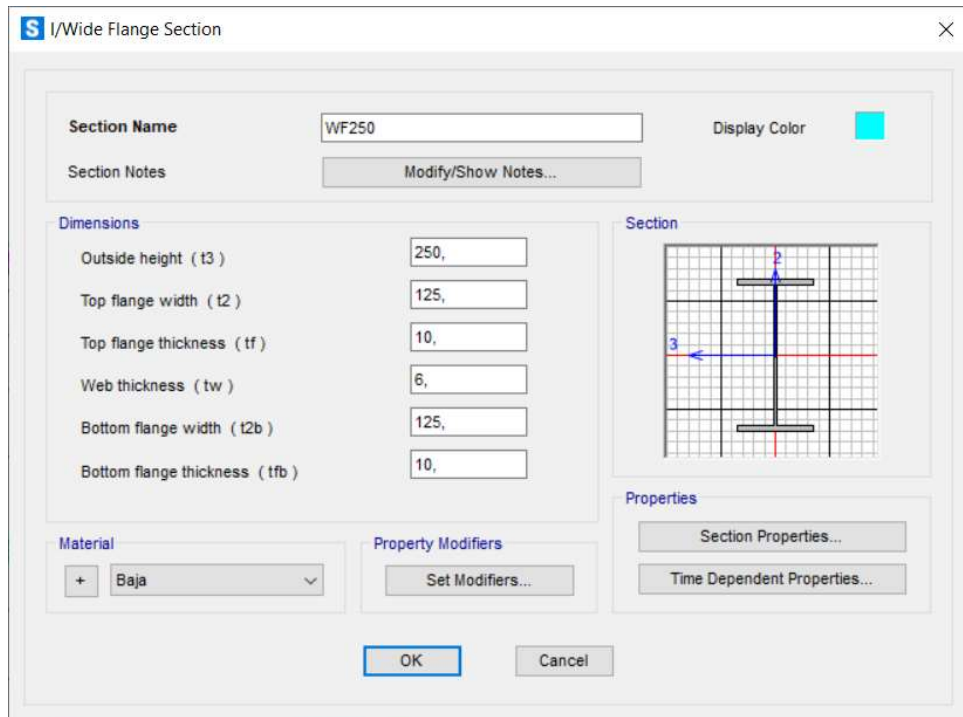 S I/Wide Flange Section
Section Name WF250 Display Color
Section Notes Modify/Show Notes...
Dimensions
Outside height ( t3 ) 250,
Top flange width ( t2 ) 125,
Top flange thickness ( tf ) 10,
Web thickness ( tw ) 6,
Bottom flange width ( t2b ) 125,
Bottom flange thickness ( tfb ) 10,
Section
2
3
Material
+ Baja
Property Modifiers
Set Modifiers...
Properties
Section Properties...
Time Dependent Properties...
OK Cancel